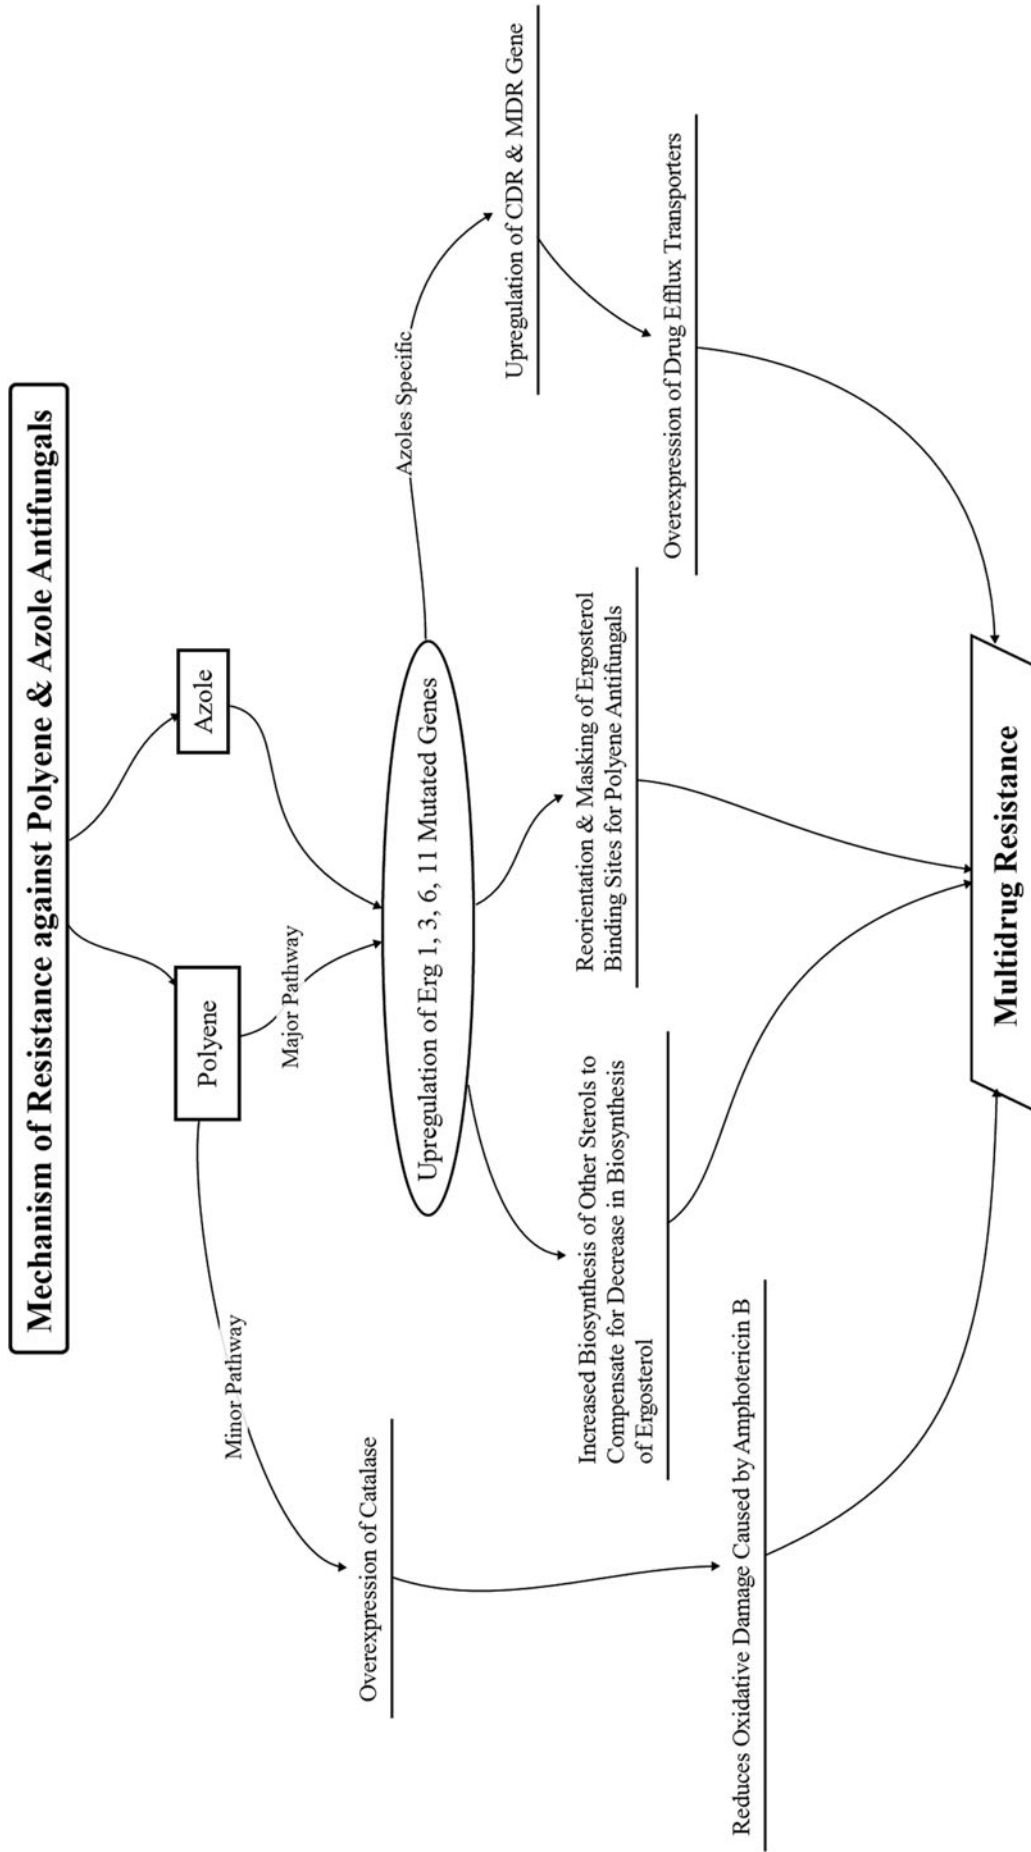 Mechanism of Resistance against Polyene & Azole Antifungals
Polyene
Azole
Minor Pathway
Major Pathway
Azoles Specific
Overexpression of Catalase
Upregulation of Erg 1, 3, 6, 11 Mutated Genes
Upregulation of CDR & MDR Gene
Increased Biosynthesis of Other Sterols to
Compensate for Decrease in Biosynthesis
of Ergosterol
Reorientation & Masking of Ergosterol
Binding Sites for Polyene Antifungals
Overexpression of Drug Efflux Transporters
Reduces Oxidative Damage Caused by Amphotericin B
Multidrug Resistance